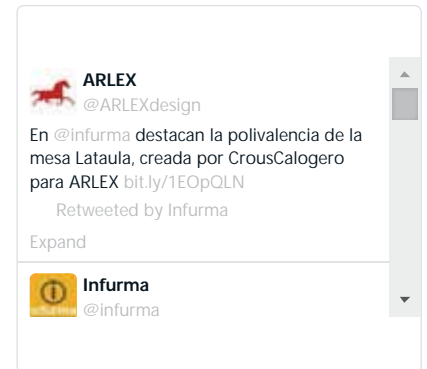 ARLEX
@ARLEXdesign
En @infurma destacan la polivalencia de la
mesa Lataula, creada por CrousCalogero
para ARLEX bit.ly/1EOpQLN
Retweeted by Infurma
Expand
Infurma
@infurma